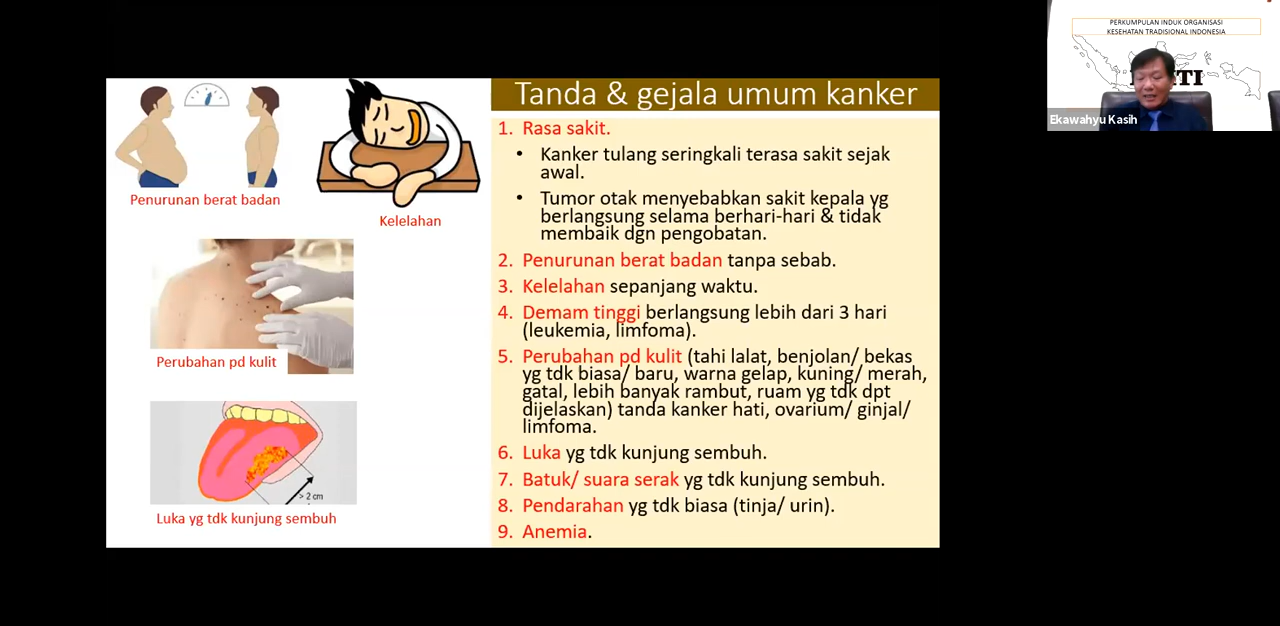 PERKUMPULAN INDUK ORGANISASI
KESEHATAN TRADISIONAL INDONESIA
Ekawahyu Kasih
Tanda & gejala umum kanker
1. Rasa sakit.
• Kanker tulang seringkali terasa sakit sejak
awal.
• Tumor otak menyebabkan sakit kepala yg
berlangsung selama berhari-hari & tidak
membaik dgn pengobatan.
2. Penurunan berat badan tanpa sebab.
3. Kelelahan sepanjang waktu.
4. Demam tinggi berlangsung lebih dari 3 hari
(leukemia, limfoma).
5. Perubahan pd kulit (tahi lalat, benjolan/ bekas
yg tdk biasa/ baru, warna gelap, kuning/ merah,
gatal, lebih banyak rambut, ruam yg tdk dpt
dijelaskan) tanda kanker hati, ovarium/ ginjal/
limfoma.
6. Luka yg tdk kunjung sembuh.
7. Batuk/ suara serak yg tdk kunjung sembuh.
8. Pendarahan yg tdk biasa (tinja/ urin).
9. Anemia.
Penurunan berat badan
Kelelahan
Perubahan pd kulit
> 2 cm
Luka yg tdk kunjung sembuh